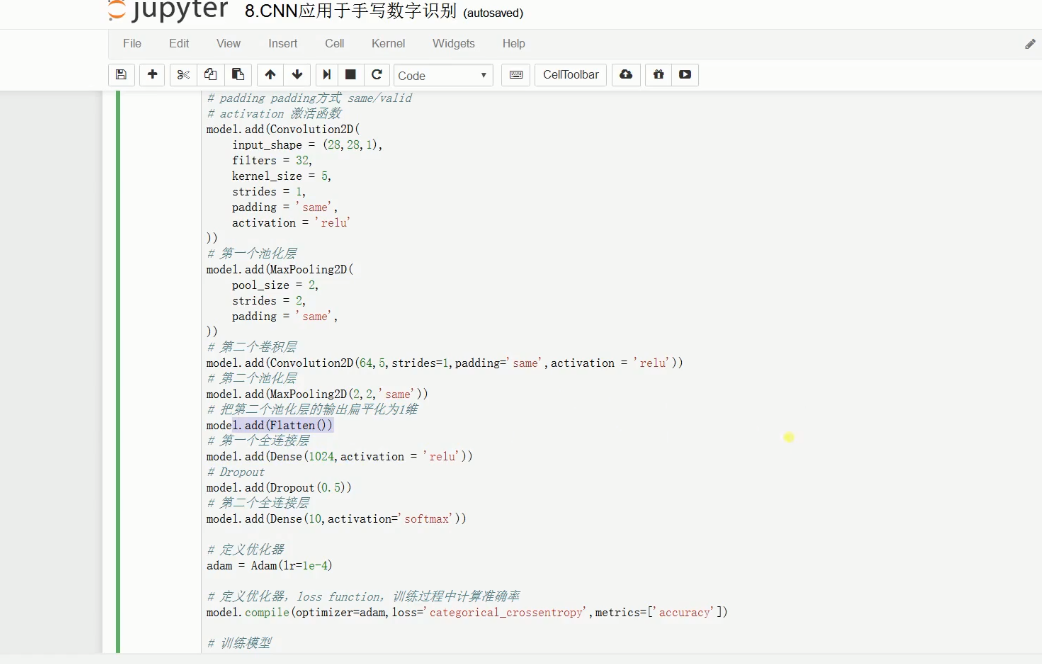 jupyter 8.CNN应用于手写数字识别 (autosaved)
File Edit View Insert Cell Kernel Widgets Help
Code CellToolbar
# padding padding方式 same/valid
# activation 激活函数
model.add(Convolution2D(
    input_shape = (28,28,1),
    filters = 32,
    kernel_size = 5,
    strides = 1,
    padding = 'same',
    activation = 'relu'
))
# 第一个池化层
model.add(MaxPooling2D(
    pool_size = 2,
    strides = 2,
    padding = 'same',
))
# 第二个卷积层
model.add(Convolution2D(64,5,strides=1,padding='same',activation = 'relu'))
# 第二个池化层
model.add(MaxPooling2D(2,2,'same'))
# 把第二个池化层的输出扁平化为1维
model.add(Flatten())
# 第一个全连接层
model.add(Dense(1024,activation = 'relu'))
# Dropout
model.add(Dropout(0.5))
# 第二个全连接层
model.add(Dense(10,activation='softmax'))
# 定义优化器
adam = Adam(lr=1e-4)
# 定义优化器，loss function，训练过程中计算准确率
model.compile(optimizer=adam,loss='categorical_crossentropy',metrics=['accuracy'])
# 训练模型